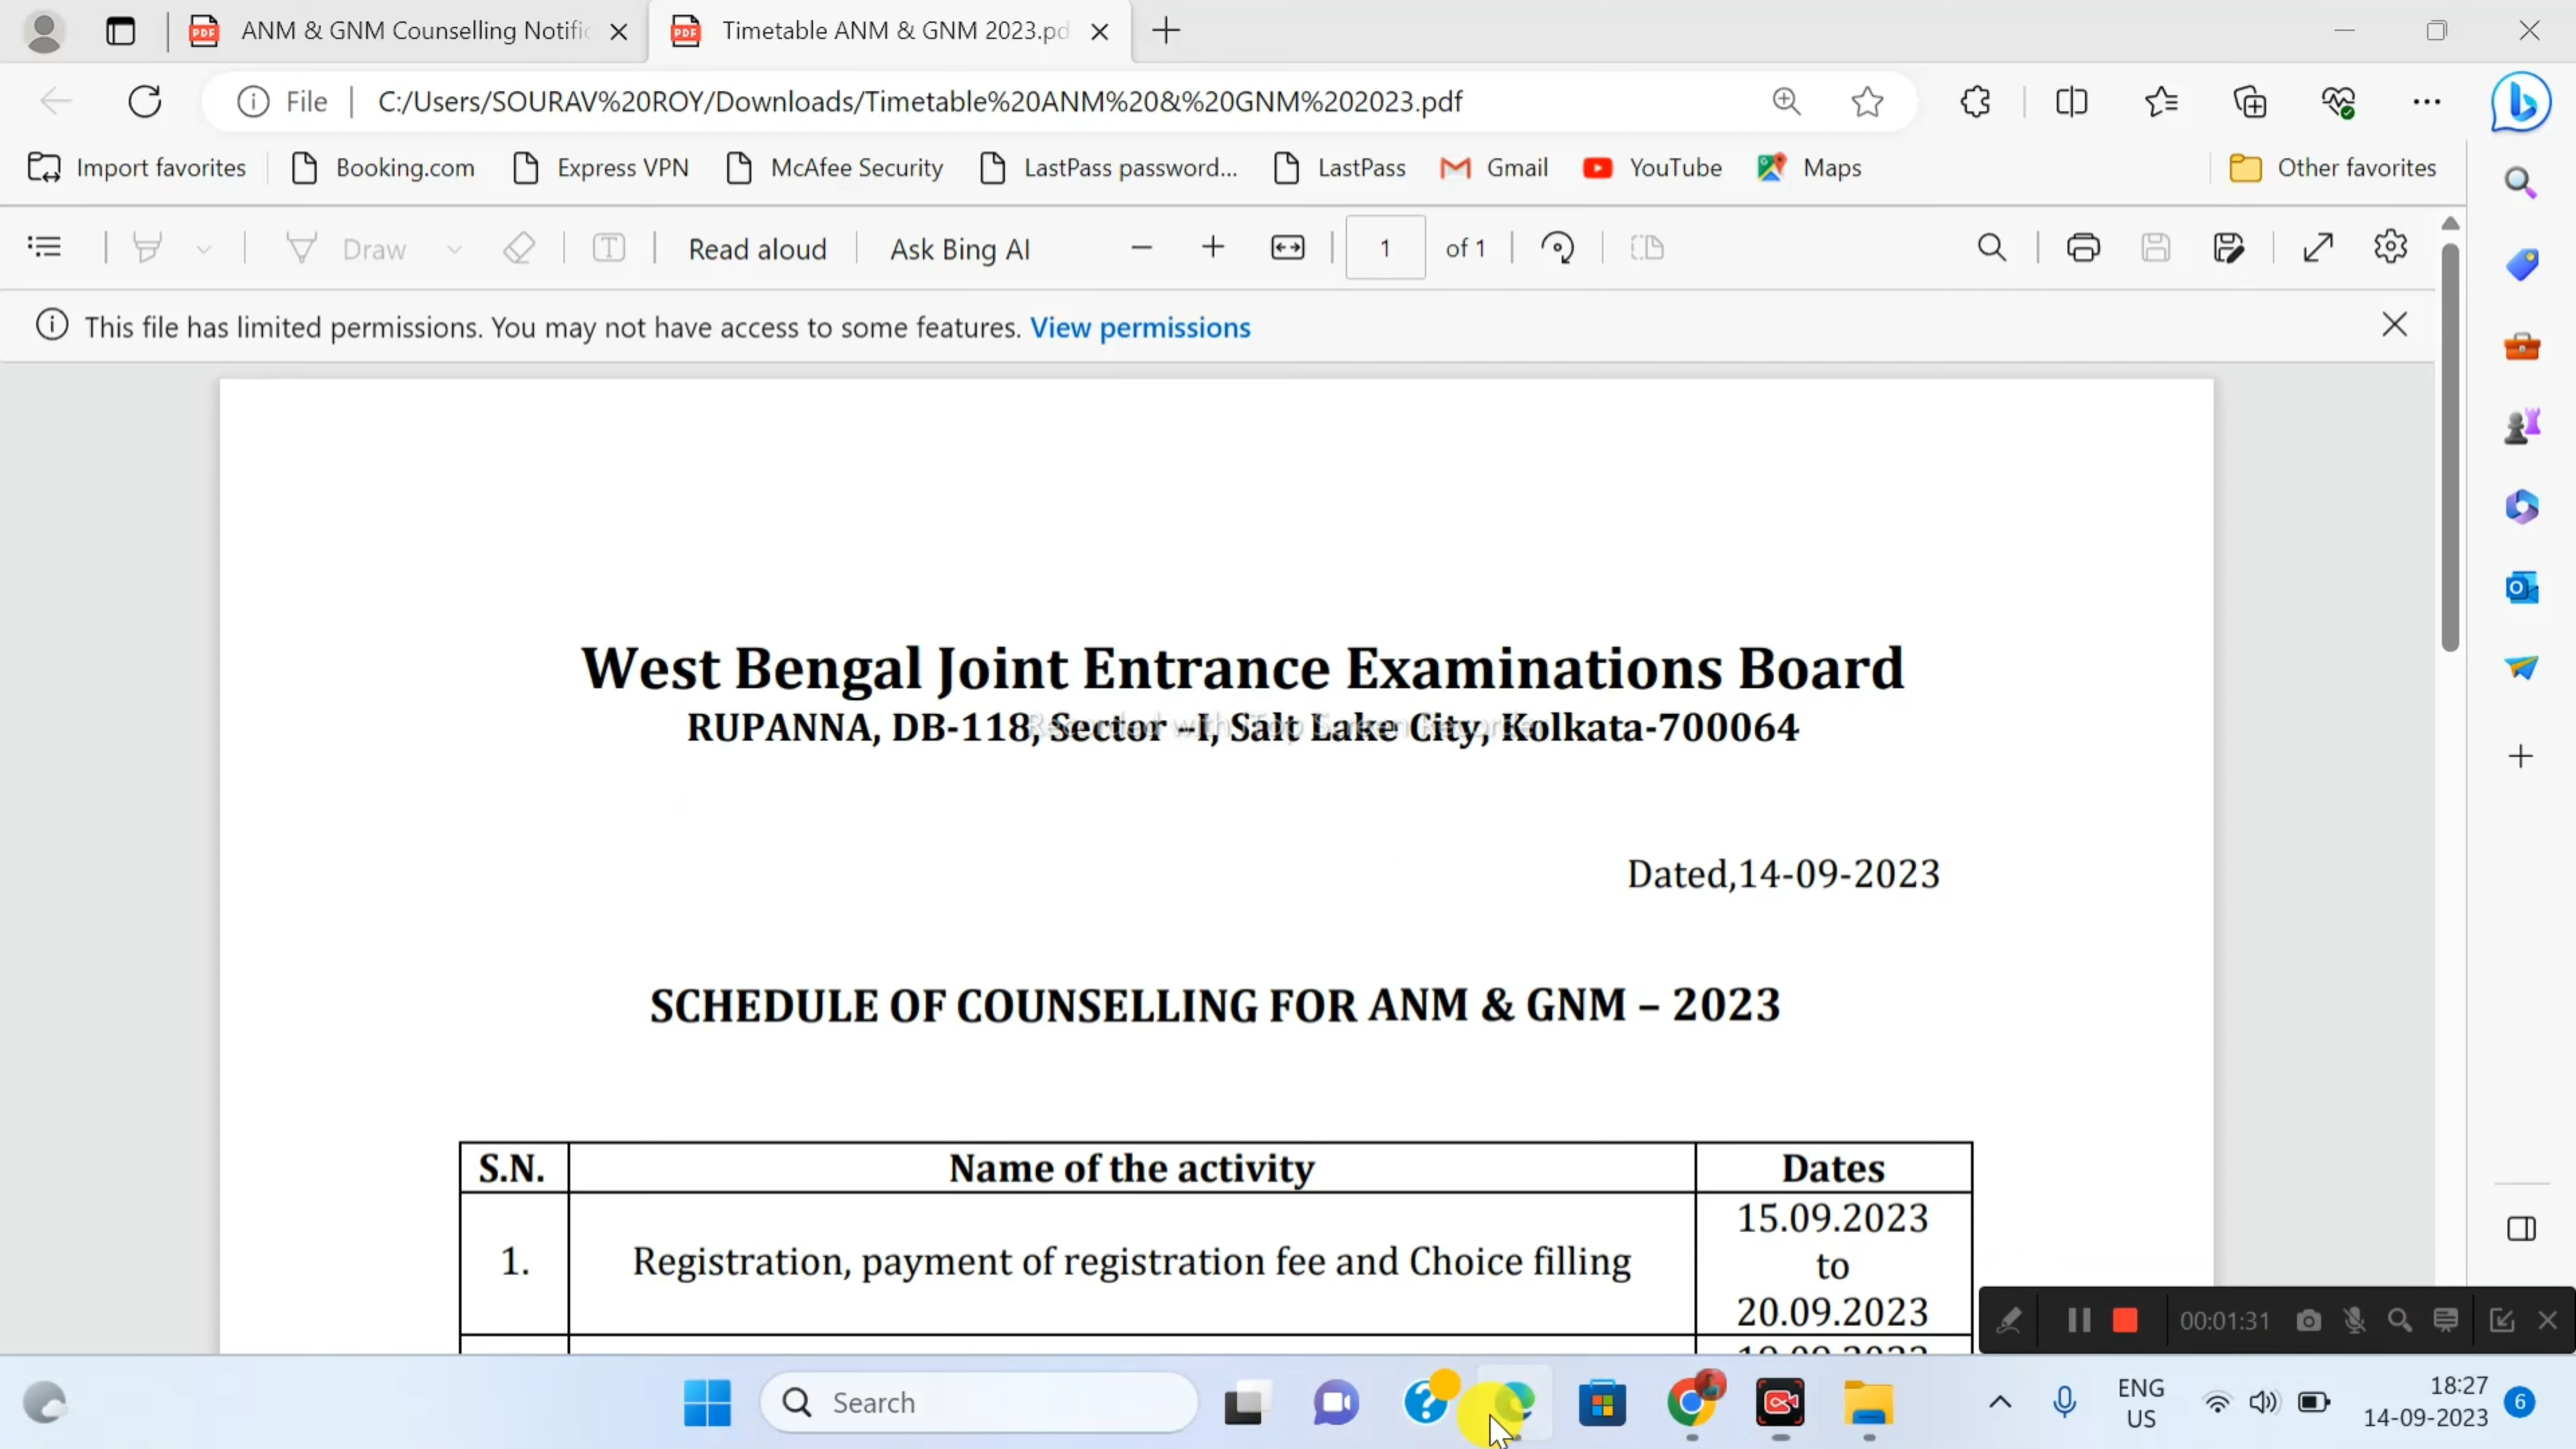 ANM & GNM Counselling Notific
Timetable ANM & GNM 2023.pd
File
C:/Users/SOURAV%20ROY/Downloads/Timetable%20ANM%20&%20GNM%202023.pdf
Import favorites
Booking.com
Express VPN
McAfee Security
LastPass password...
LastPass
Gmail
YouTube
Maps
Other favorites
Draw
Read aloud
Ask Bing AI
1
of 1
This file has limited permissions. You may not have access to some features. View permissions
West Bengal Joint Entrance Examinations Board
RUPANNA, DB-118, Sector –I, Salt Lake City, Kolkata-700064
Recorded with iTop Screen Recorder
Dated,14-09-2023
SCHEDULE OF COUNSELLING FOR ANM & GNM – 2023
S.N. Name of the activity Dates
15.09.2023
1. Registration, payment of registration fee and Choice filling to
20.09.2023
00:01:31
Search
ENG
US
18:27
14-09-2023
6